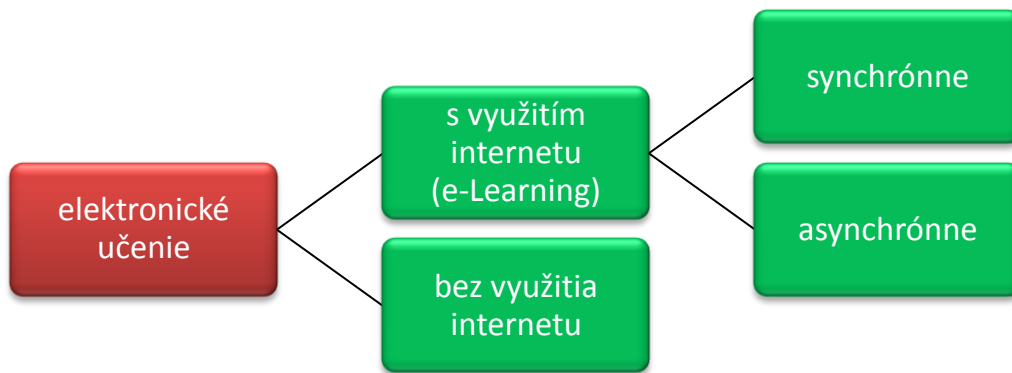 elektronické
učenie
s využitím
internetu
(e-Learning)
bez využitia
internetu
synchrónne
asynchrónne